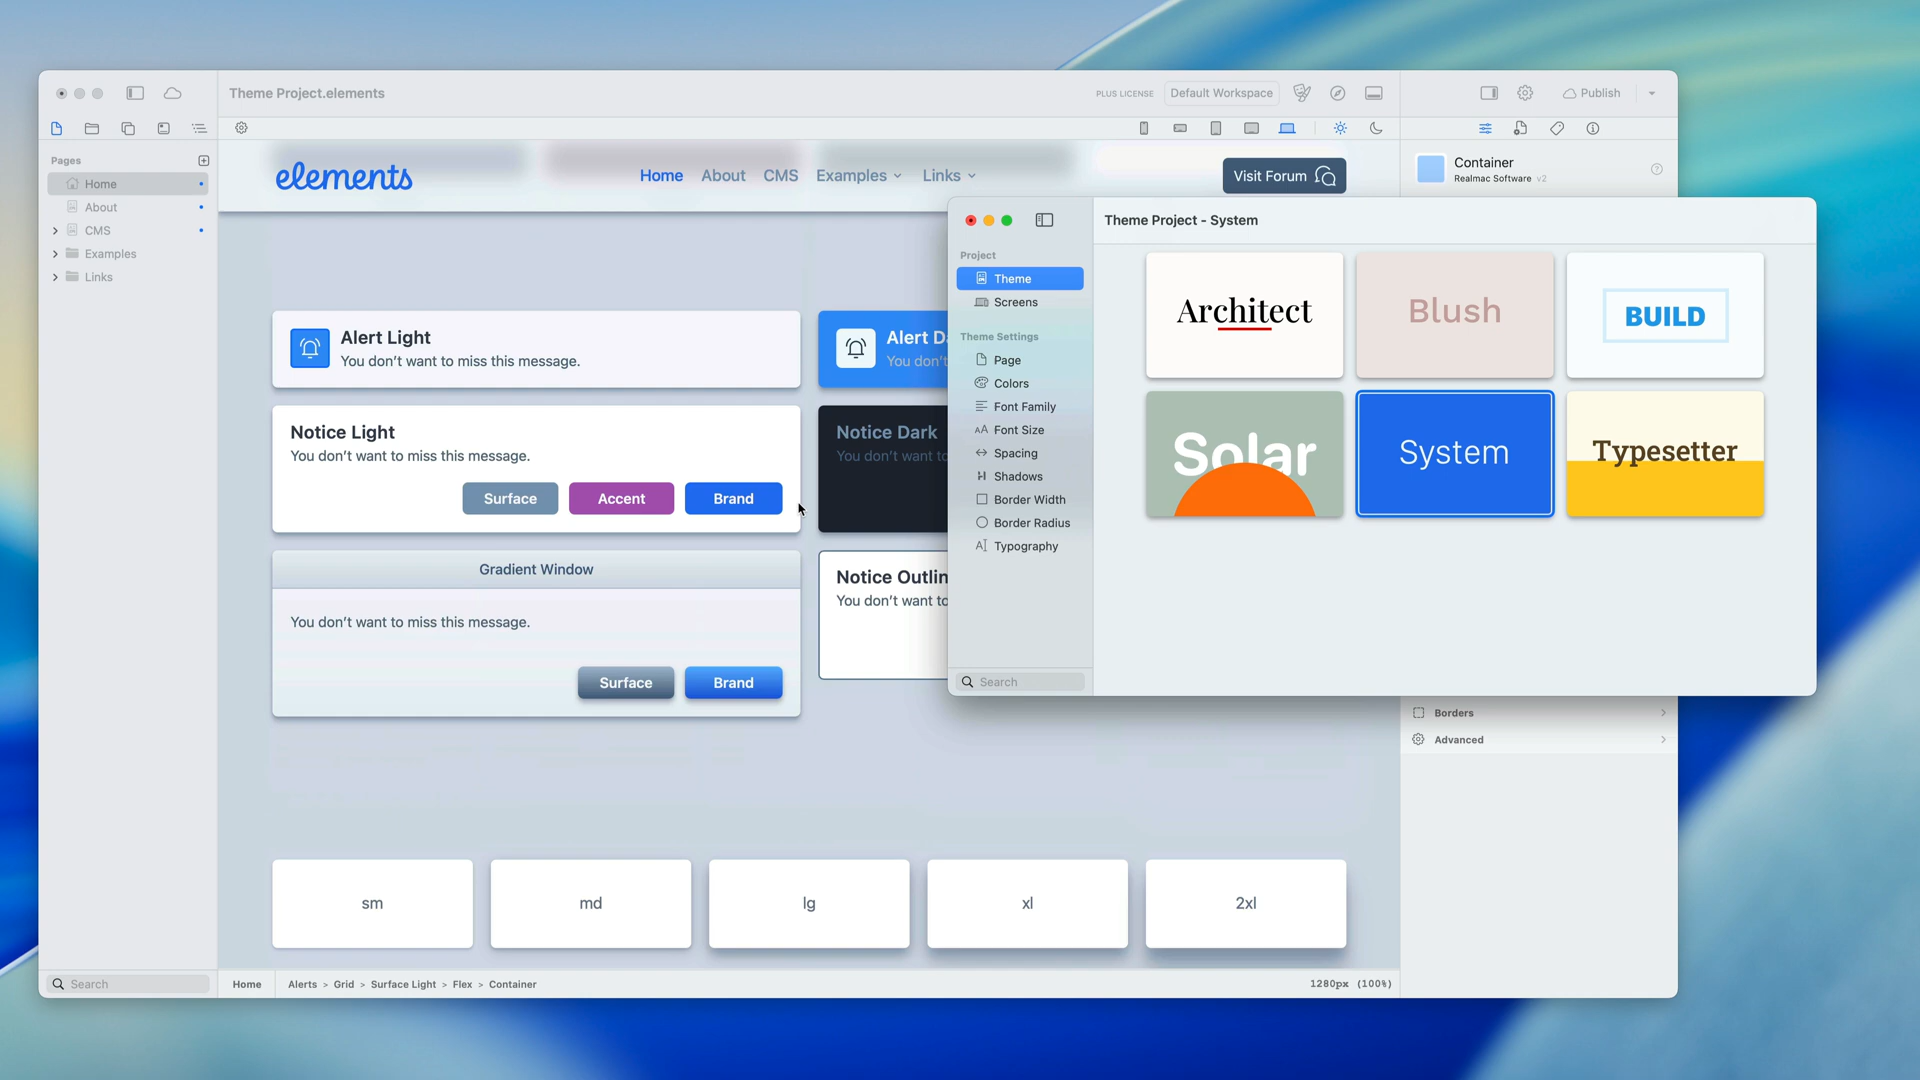 Theme Project.elements
PLUS LICENSE
Default Workspace
Publish
Pages
Home
About
CMS
Examples
Links
Search
elements
Home
About
CMS
Examples
Links
Visit Forum
Container
Realmac Software v2
Alert Light
You don't want to miss this message.
Alert D
You don't
Notice Light
You don't want to miss this message.
Surface
Accent
Brand
Notice Dark
You don't want to
Gradient Window
You don't want to miss this message.
Surface
Brand
Notice Outlin
You don't want to
sm
md
lg
xl
2xl
Home
Alerts > Grid > Surface Light > Flex > Container
1280px (100%)
Theme Project - System
Project
Theme
Screens
Theme Settings
Page
Colors
Font Family
Font Size
Spacing
Shadows
Border Width
Border Radius
Typography
Search
Architect
Blush
BUILD
Solar
System
Typesetter
Borders
Advanced